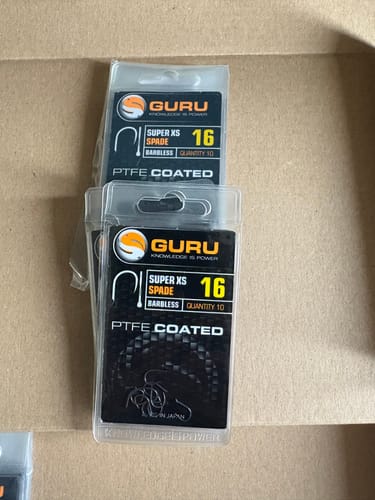 GURU
KNOWLEDGE IS POWER
SUPER XS
SPADE
16
BARBLESS
QUANTITY 10
PTFE COATED
GURU
KNOWLEDGE IS POWER
SUPER XS
SPADE
16
BARBLESS
QUANTITY 10
PTFE COATED
IN JAPAN
KNOWLEDGE IS POWER